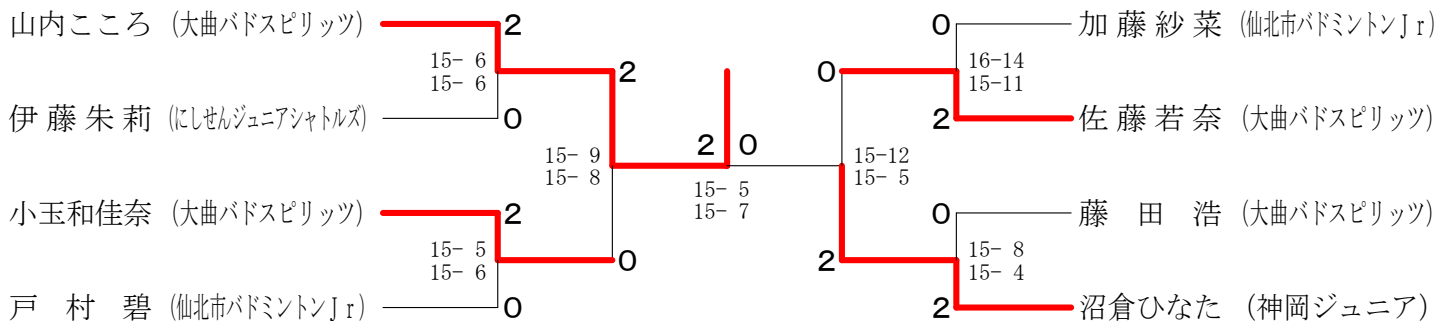 山内こころ (大曲バドスピリッツ) 2
15- 6
15- 6
2
伊 藤 朱 莉 (にしせんジュニアシャトルズ) 0
15- 9
15- 8
小玉和佳奈 (大曲バドスピリッツ) 2
15- 5
15- 6
0
戸 村 碧 (仙北市バドミントンJr) 0
2 0
15- 5
15- 7
0 加 藤 紗 菜 (仙北市バドミントンJr)
0
16-14
15-11
2 佐 藤 若 奈 (大曲バドスピリッツ)
15-12
15- 5
0 藤 田 浩 (大曲バドスピリッツ)
2
15- 8
15- 4
2 沼倉ひなた (神岡ジュニア)